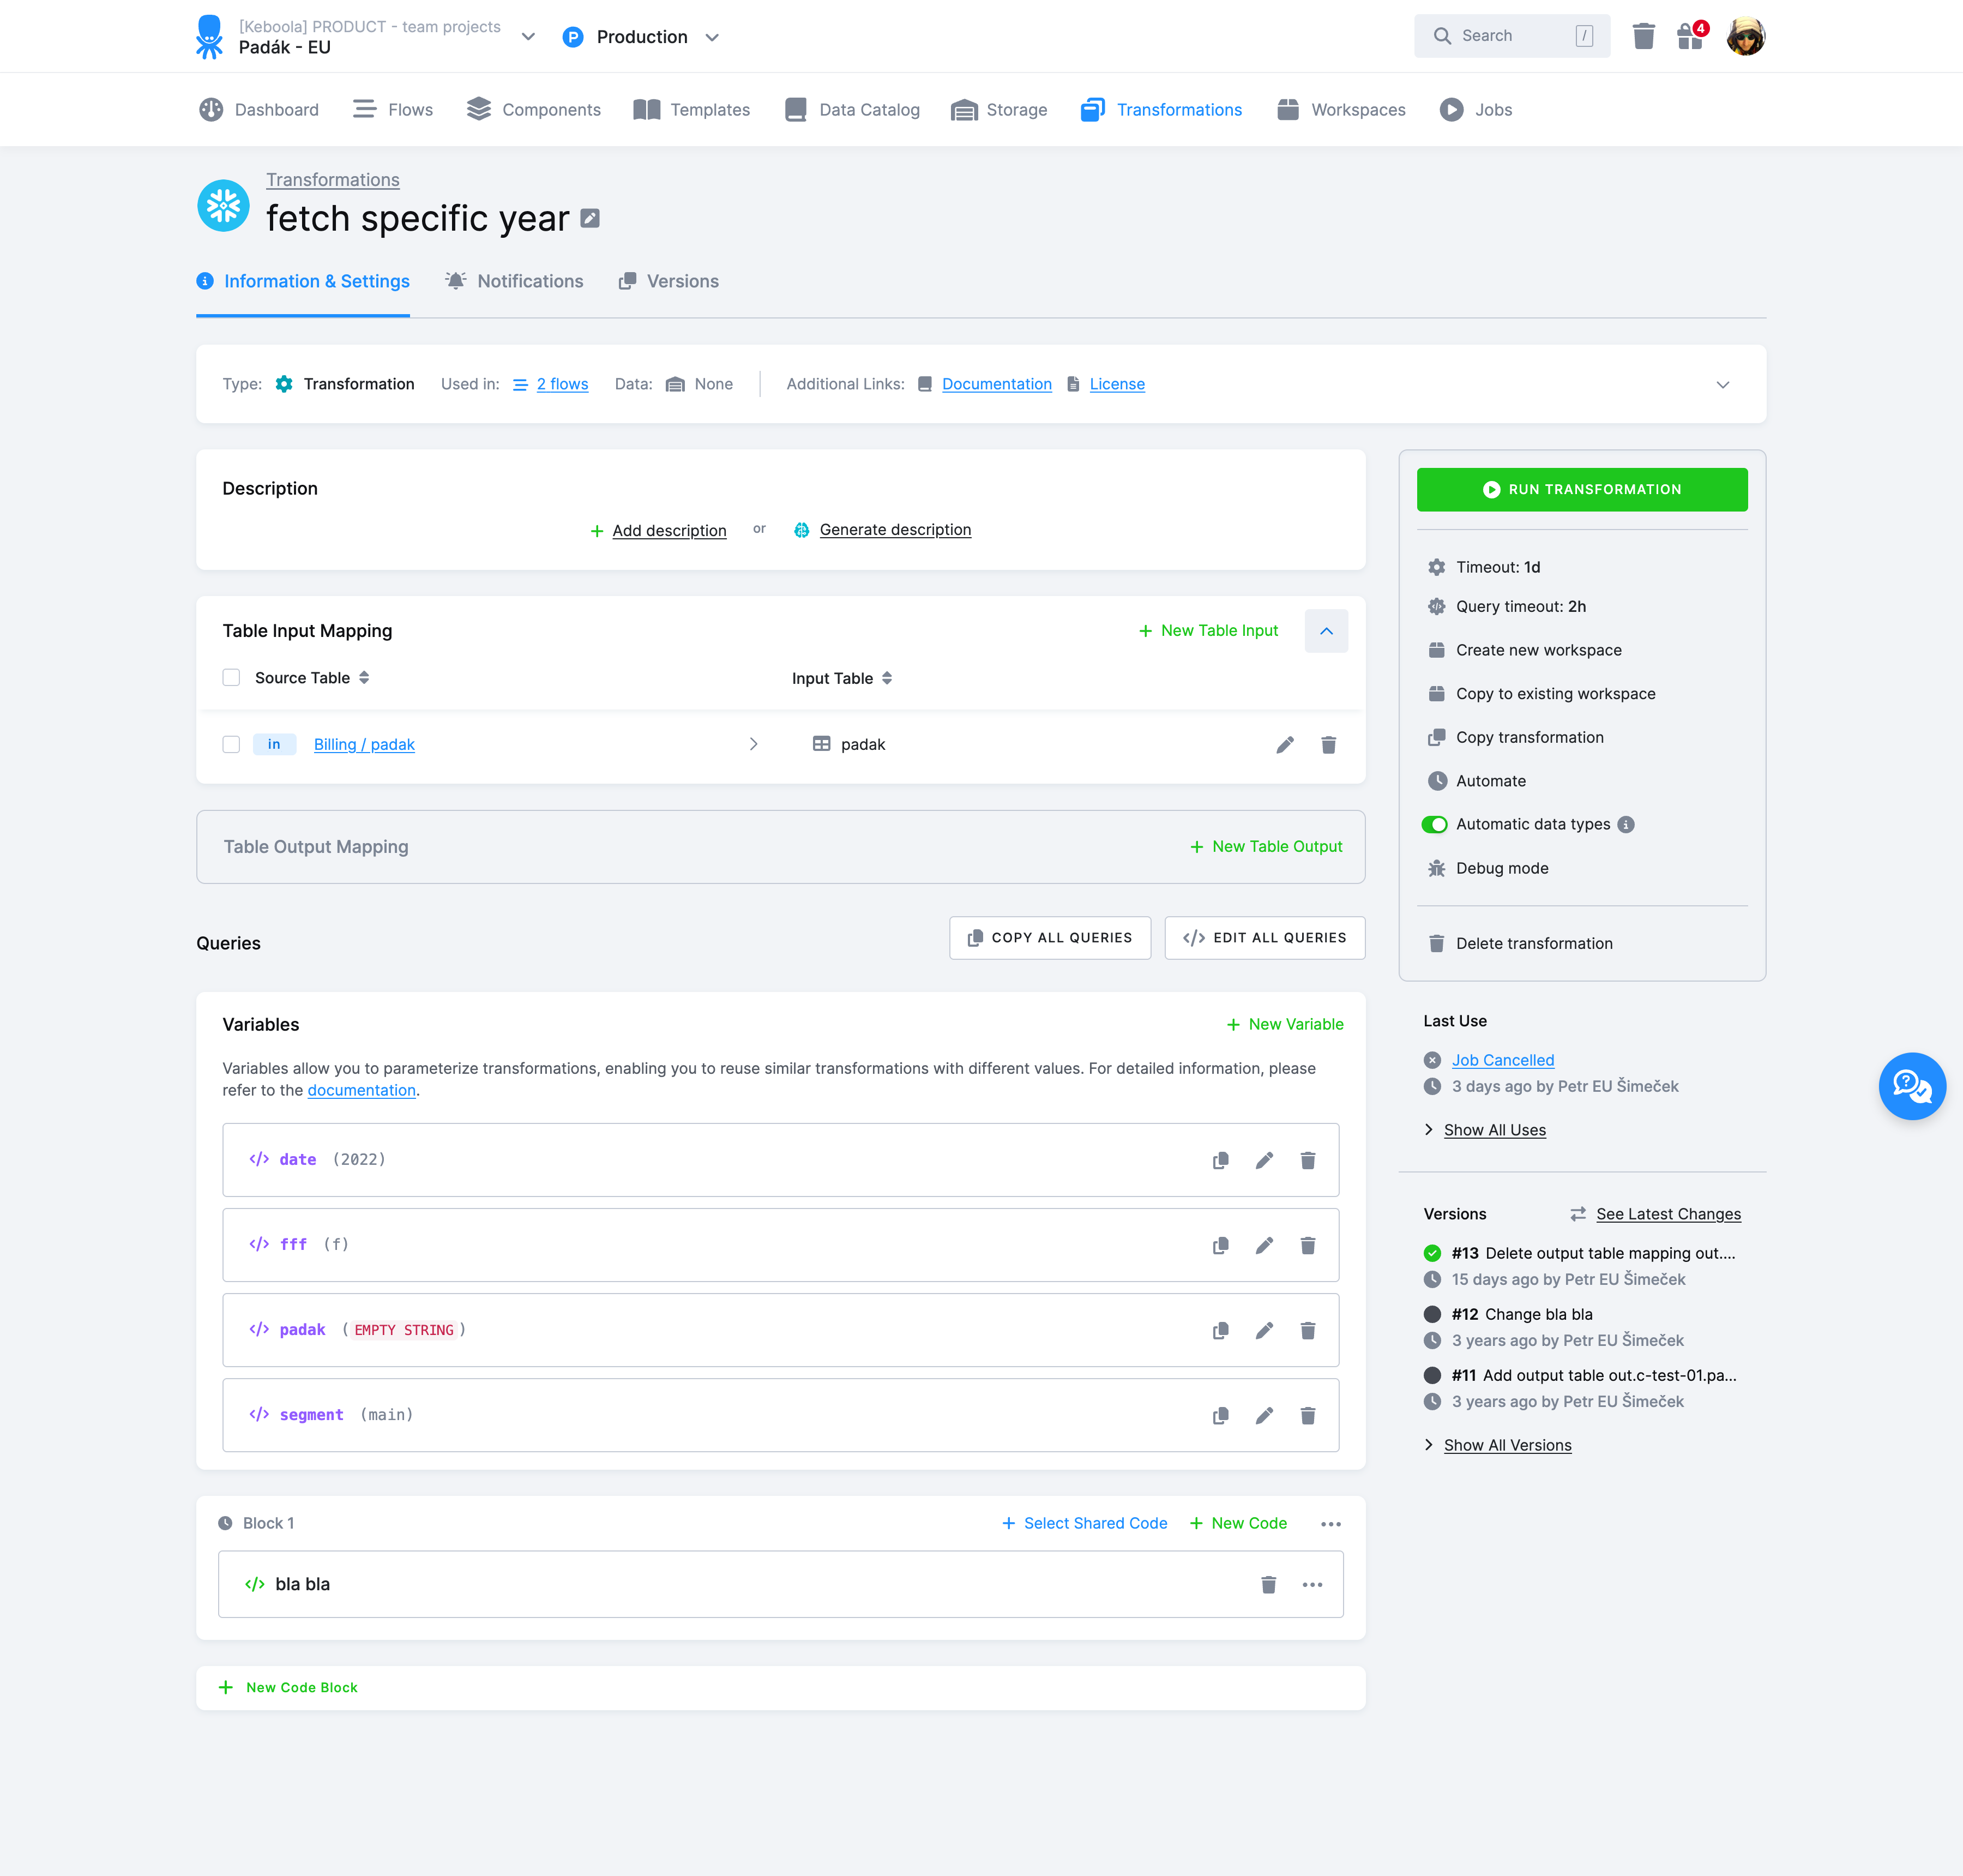 [Keboola] PRODUCT - team projects
Padák - EU
P Production
Search /
4
Dashboard Flows Components Templates Data Catalog Storage Transformations Workspaces Jobs
Transformations
fetch specific year
Information & Settings Notifications Versions
Type: Transformation Used in: 2 flows Data: None Additional Links: Documentation License
Description
+ Add description or Generate description
Table Input Mapping + New Table Input
Source Table Input Table
in Billing / padak padak
Table Output Mapping + New Table Output
Queries COPY ALL QUERIES </> EDIT ALL QUERIES
Variables + New Variable
Variables allow you to parameterize transformations, enabling you to reuse similar transformations with different values. For detailed information, please
refer to the documentation.
</> date (2022)
</> fff (f)
</> padak (EMPTY STRING)
</> segment (main)
Block 1 + Select Shared Code + New Code
</> bla bla
+ New Code Block
RUN TRANSFORMATION
Timeout: 1d
Query timeout: 2h
Create new workspace
Copy to existing workspace
Copy transformation
Automate
Automatic data types
Debug mode
Delete transformation
Last Use
Job Cancelled
3 days ago by Petr EU Šimeček
Show All Uses
Versions See Latest Changes
#13 Delete output table mapping out....
15 days ago by Petr EU Šimeček
#12 Change bla bla
3 years ago by Petr EU Šimeček
#11 Add output table out.c-test-01.pa...
3 years ago by Petr EU Šimeček
Show All Versions